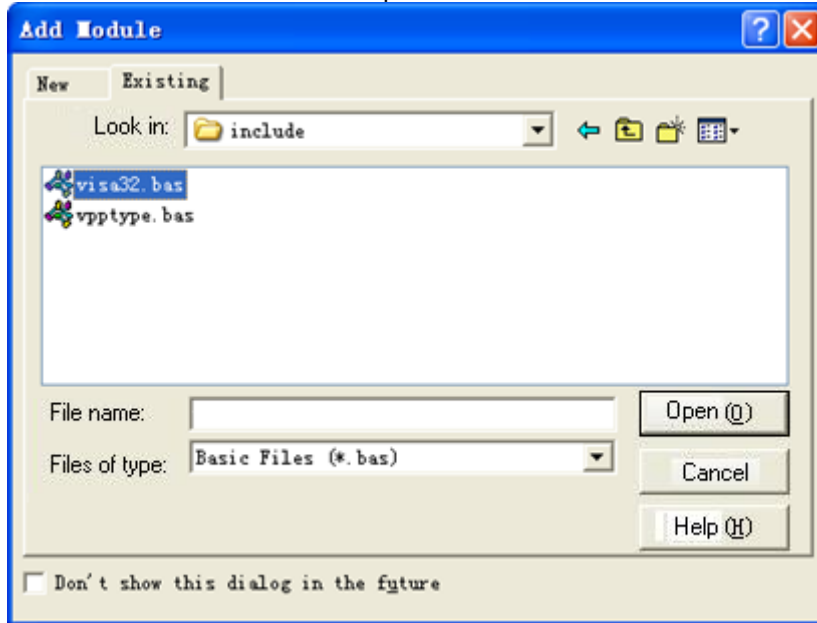 Add Module
New Existing
Look in: include
visa32.bas
vpptype.bas
File name: Open (O)
Files of type: Basic Files (*.bas)
Cancel
Help (H)
Don't show this dialog in the future